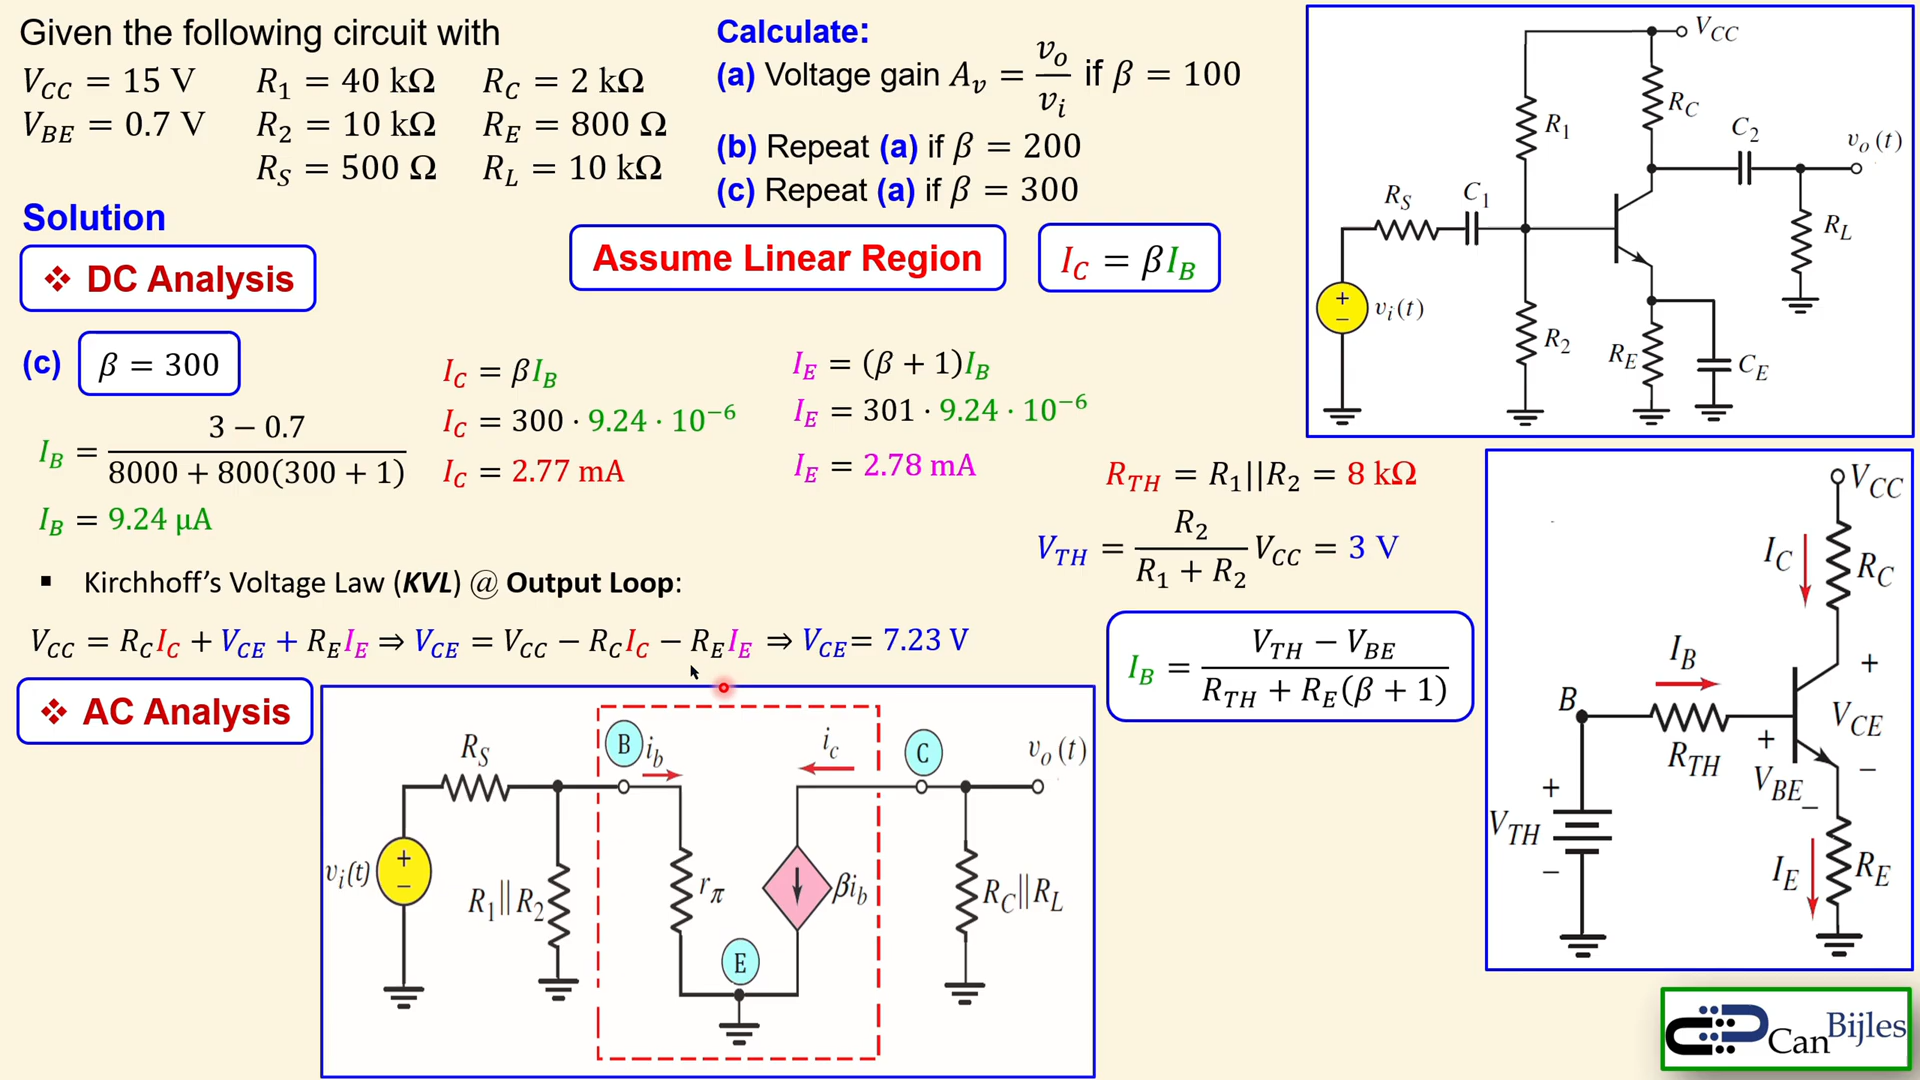 Given the following circuit with
V_CC = 15 V  R_1 = 40 kΩ  R_C = 2 kΩ
V_BE = 0.7 V  R_2 = 10 kΩ  R_E = 800 Ω
R_S = 500 Ω  R_L = 10 kΩ
Calculate:
(a) Voltage gain A_v = v_o / v_i if β = 100
(b) Repeat (a) if β = 200
(c) Repeat (a) if β = 300
Solution
❖ DC Analysis
Assume Linear Region
I_C = βI_B
(c) β = 300
I_B = (3 − 0.7) / (8000 + 800(300 + 1))
I_B = 9.24 μA
I_C = βI_B
I_C = 300 · 9.24 · 10^−6
I_C = 2.77 mA
I_E = (β + 1)I_B
I_E = 301 · 9.24 · 10^−6
I_E = 2.78 mA
R_TH = R_1||R_2 = 8 kΩ
V_TH = R_2 / (R_1 + R_2) V_CC = 3 V
▪ Kirchhoff's Voltage Law (KVL) @ Output Loop:
V_CC = R_C I_C + V_CE + R_E I_E ⇒ V_CE = V_CC − R_C I_C − R_E I_E ⇒ V_CE = 7.23 V
I_B = (V_TH − V_BE) / (R_TH + R_E(β + 1))
❖ AC Analysis
R_S
B
i_b
i_c
C
v_o(t)
+
−
v_i(t)
R_1||R_2
r_π
βi_b
R_C||R_L
E
V_CC
R_1
R_C
C_2
v_o(t)
R_S
C_1
R_L
+
−
v_i(t)
R_2
R_E
C_E
V_CC
I_C
R_C
I_B
+
B
V_CE
R_TH
+
V_BE
−
−
+
V_TH
−
I_E
R_E
Can Bijles